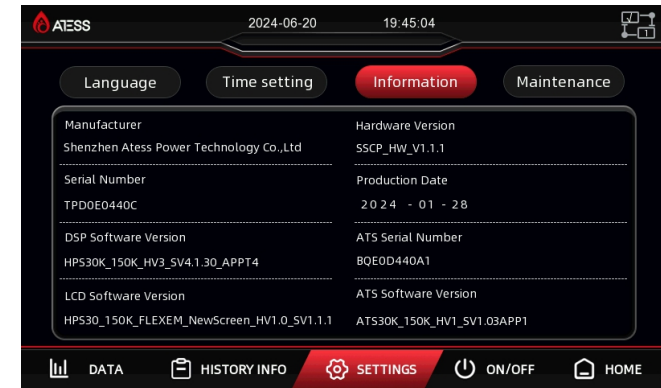 ATESS
2024-06-20
19:45:04
1
Language
Time setting
Information
Maintenance
Manufacturer
Shenzhen Atess Power Technology Co.,Ltd
Hardware Version
SSCP_HW_V1.1.1
Serial Number
TPD0E0440C
Production Date
2024 - 01 - 28
DSP Software Version
HPS30K_150K_HV3_SV4.1.30_APPT4
ATS Serial Number
BQE0D440A1
LCD Software Version
HPS30_150K_FLEXEM_NewScreen_HV1.0_SV1.1.1
ATS Software Version
ATS30K_150K_HV1_SV1.03APP1
DATA
HISTORY INFO
SETTINGS
ON/OFF
HOME